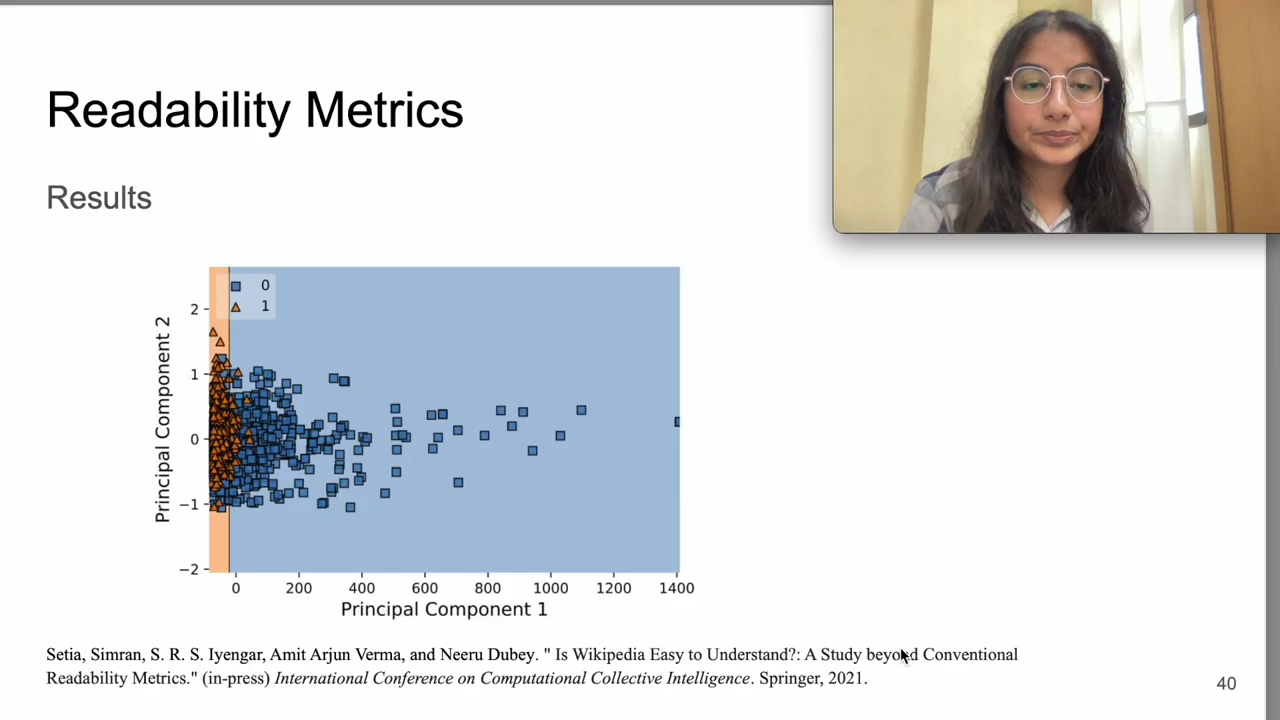 Readability Metrics
Results
0
1
2
1
0
−1
−2
Principal Component 2
0 200 400 600 800 1000 1200 1400
Principal Component 1
Setia, Simran, S. R. S. Iyengar, Amit Arjun Verma, and Neeru Dubey. " Is Wikipedia Easy to Understand?: A Study beyond Conventional
Readability Metrics." (in-press) International Conference on Computational Collective Intelligence. Springer, 2021.
40